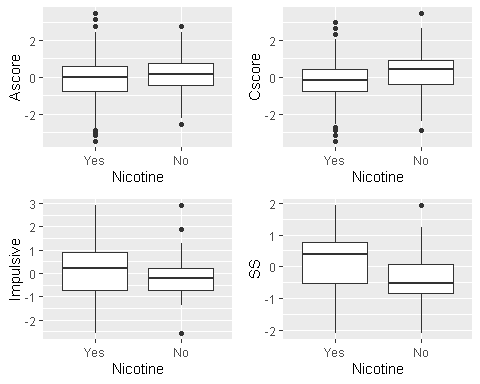 Ascore
2
0
-2
Yes No
Nicotine
Cscore
2
0
-2
Yes No
Nicotine
Impulsive
3
2
1
0
-1
-2
Yes No
Nicotine
SS
2
1
0
-1
-2
Yes No
Nicotine